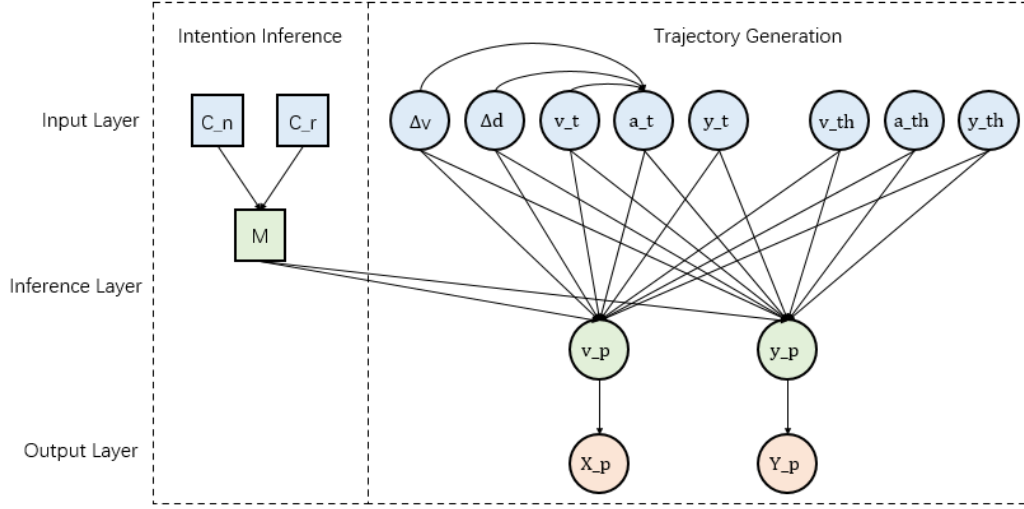 Intention Inference
Trajectory Generation
Input Layer
C_n
C_r
Δv
Δd
v_t
a_t
y_t
v_th
a_th
y_th
M
Inference Layer
v_p
y_p
Output Layer
X_p
Y_p